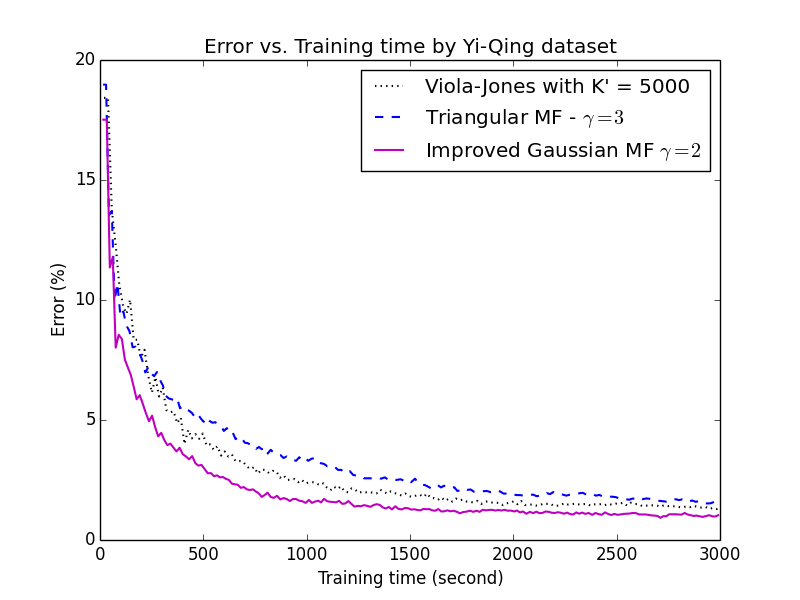 Error vs. Training time by Yi-Qing dataset
Viola-Jones with K' = 5000
Triangular MF - γ=3
Improved Gaussian MF γ=2
Error (%)
20
15
10
5
0
0 500 1000 1500 2000 2500 3000
Training time (second)